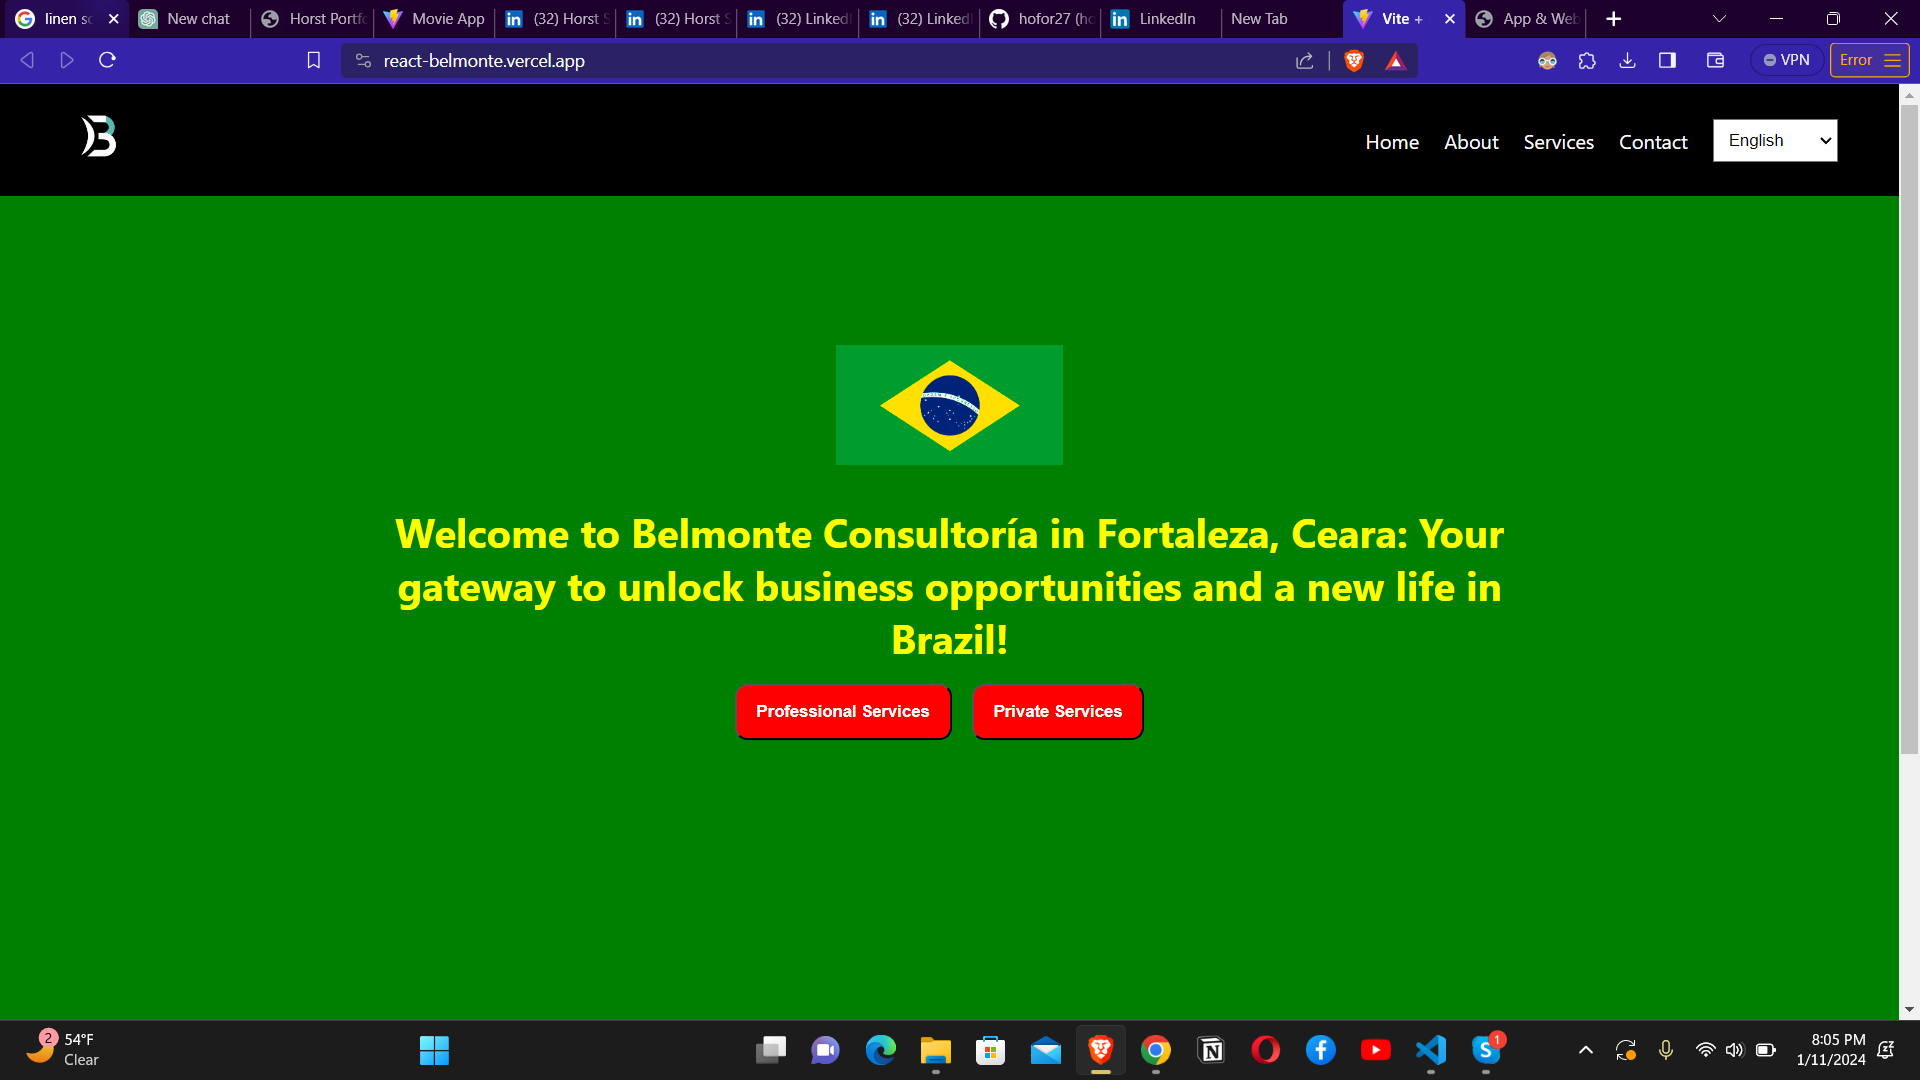 linen sc
New chat
Horst Portfo
Movie App
(32) Horst S
(32) Horst S
(32) LinkedI
(32) LinkedI
hofor27 (ho
LinkedIn
New Tab
Vite +
App & Web
react-belmonte.vercel.app
VPN
Error
B
Home
About
Services
Contact
English
Welcome to Belmonte Consultoría in Fortaleza, Ceara: Your
gateway to unlock business opportunities and a new life in
Brazil!
Professional Services
Private Services
2
54°F
Clear
1
8:05 PM
1/11/2024